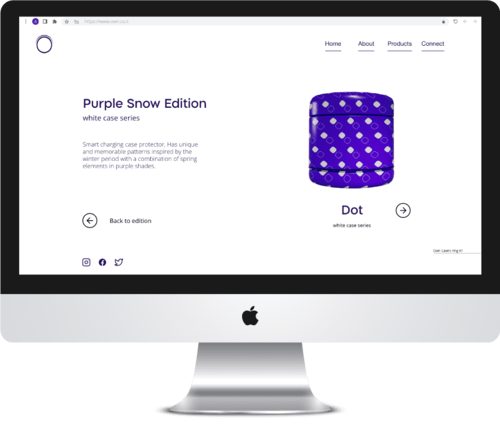 Home
About
Products
Connect
Purple Snow Edition
white case series
Smart charging case protector. Has unique
and memorable patterns inspired by the
winter period with a combination of spring
elements in purple shades.
Dot
white case series
Back to edition